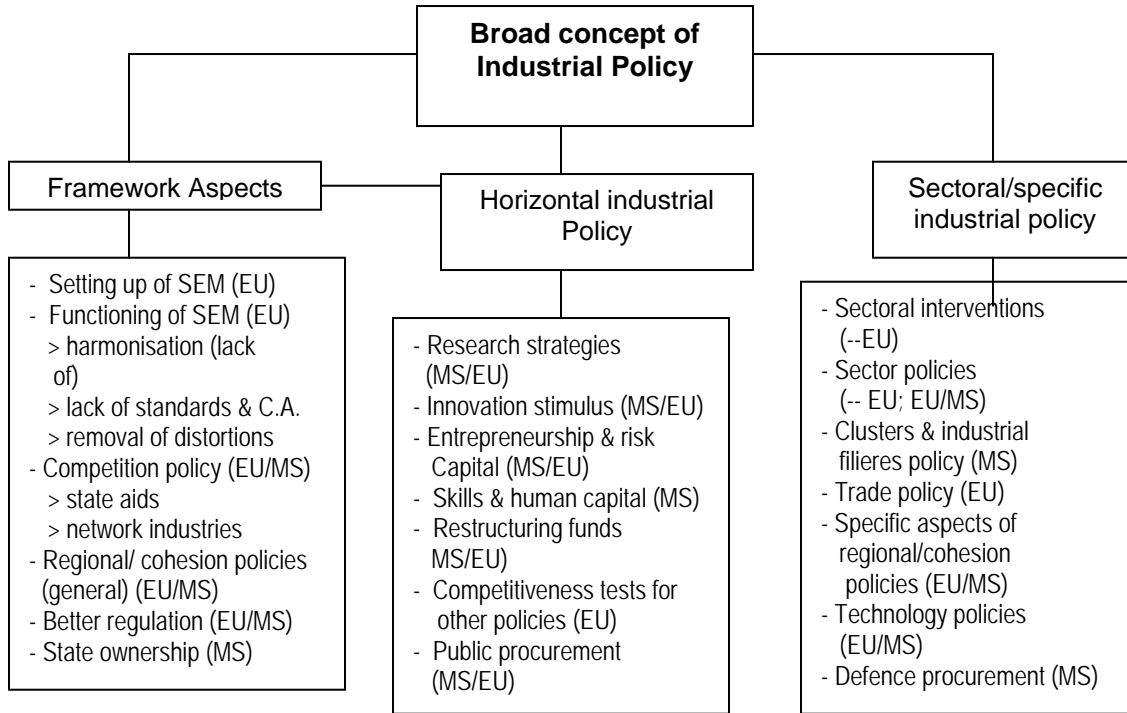 Broad concept of
Industrial Policy
Framework Aspects
Horizontal industrial
Policy
Sectoral/specific
industrial policy
- Setting up of SEM (EU)
- Functioning of SEM (EU)
> harmonisation (lack
of)
> lack of standards & C.A.
> removal of distortions
- Competition policy (EU/MS)
> state aids
> network industries
- Regional/ cohesion policies
(general) (EU/MS)
- Better regulation (EU/MS)
- State ownership (MS)
- Research strategies
(MS/EU)
- Innovation stimulus (MS/EU)
- Entrepreneurship & risk
Capital (MS/EU)
- Skills & human capital (MS)
- Restructuring funds
MS/EU)
- Competitiveness tests for
other policies (EU)
- Public procurement
(MS/EU)
- Sectoral interventions
(--EU)
- Sector policies
(-- EU; EU/MS)
- Clusters & industrial
filieres policy (MS)
- Trade policy (EU)
- Specific aspects of
regional/cohesion
policies (EU/MS)
- Technology policies
(EU/MS)
- Defence procurement (MS)